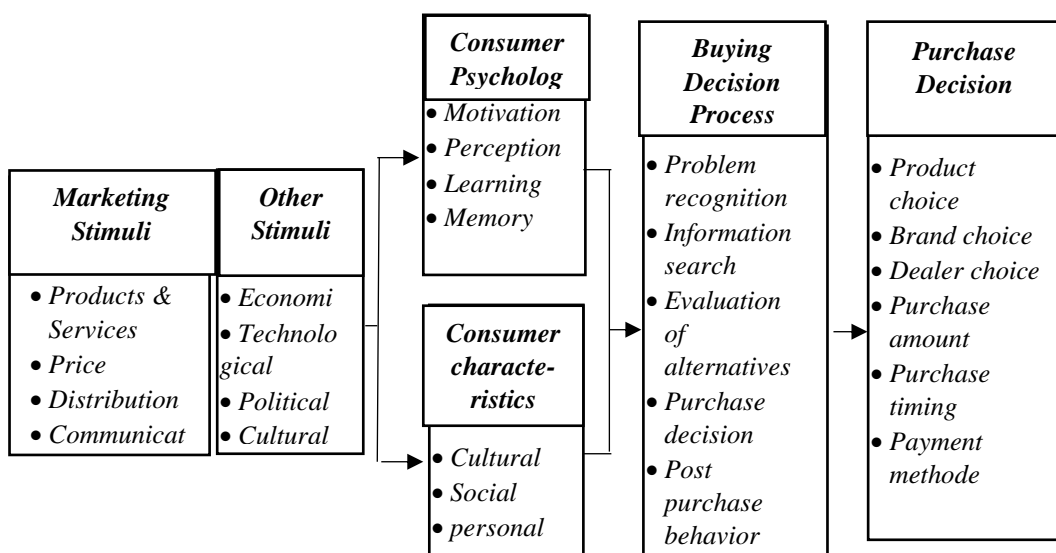 Marketing
Stimuli
• Products &
Services
• Price
• Distribution
• Communicat
Other
Stimuli
• Economi
• Technolo
gical
• Political
• Cultural
Consumer
Psycholog
• Motivation
• Perception
• Learning
• Memory
Consumer
characte-
ristics
• Cultural
• Social
• personal
Buying
Decision
Process
• Problem
recognition
• Information
search
• Evaluation
of
alternatives
• Purchase
decision
• Post
purchase
behavior
Purchase
Decision
• Product
choice
• Brand choice
• Dealer choice
• Purchase
amount
• Purchase
timing
• Payment
methode